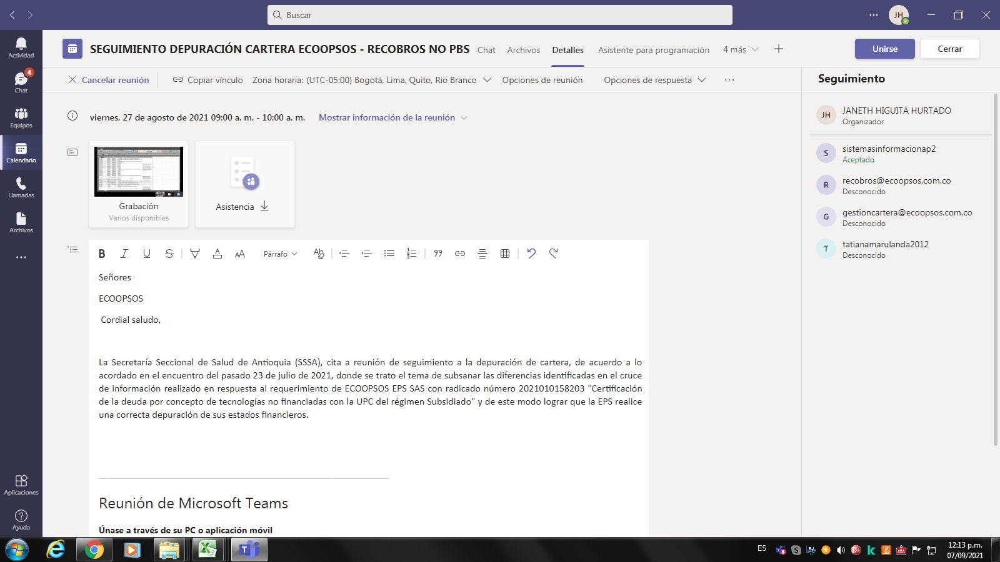 Buscar
JH
Actividad
4
Chat
Equipos
Calendario
Llamadas
Archivos
Aplicaciones
Ayuda
SEGUIMIENTO DEPURACIÓN CARTERA ECOOPSOS - RECOBROS NO PBS
Chat Archivos Detalles Asistente para programación 4 más
Unirse Cerrar
Cancelar reunión Copiar vínculo Zona horaria: (UTC-05:00) Bogotá, Lima, Quito, Rio Branco Opciones de reunión Opciones de respuesta
viernes, 27 de agosto de 2021 09:00 a. m. - 10:00 a. m. Mostrar información de la reunión
Grabación
Varios disponibles
Asistencia
B I U S A AA Párrafo Ab
Señores
ECOOPSOS
Cordial saludo,
La Secretaría Seccional de Salud de Antioquia (SSSA), cita a reunión de seguimiento a la depuración de cartera, de acuerdo a lo
acordado en el encuentro del pasado 23 de julio de 2021, donde se trato el tema de subsanar las diferencias identificadas en el cruce
de información realizado en respuesta al requerimiento de ECOOPSOS EPS SAS con radicado número 2021010158203 "Certificación
de la deuda por concepto de tecnologías no financiadas con la UPC del régimen Subsidiado" y de este modo lograr que la EPS realice
una correcta depuración de sus estados financieros.
Reunión de Microsoft Teams
Únase a través de su PC o aplicación móvil
Seguimiento
JH
JANETH HIGUITA HURTADO
Organizador
S
sistemasinformacionap2
Aceptado
R
recobros@ecoopsos.com.co
Desconocido
G
gestioncartera@ecoopsos.com.co
Desconocido
T
tatianamarulanda2012
Desconocido
ES
12:13 p.m.
07/09/2021